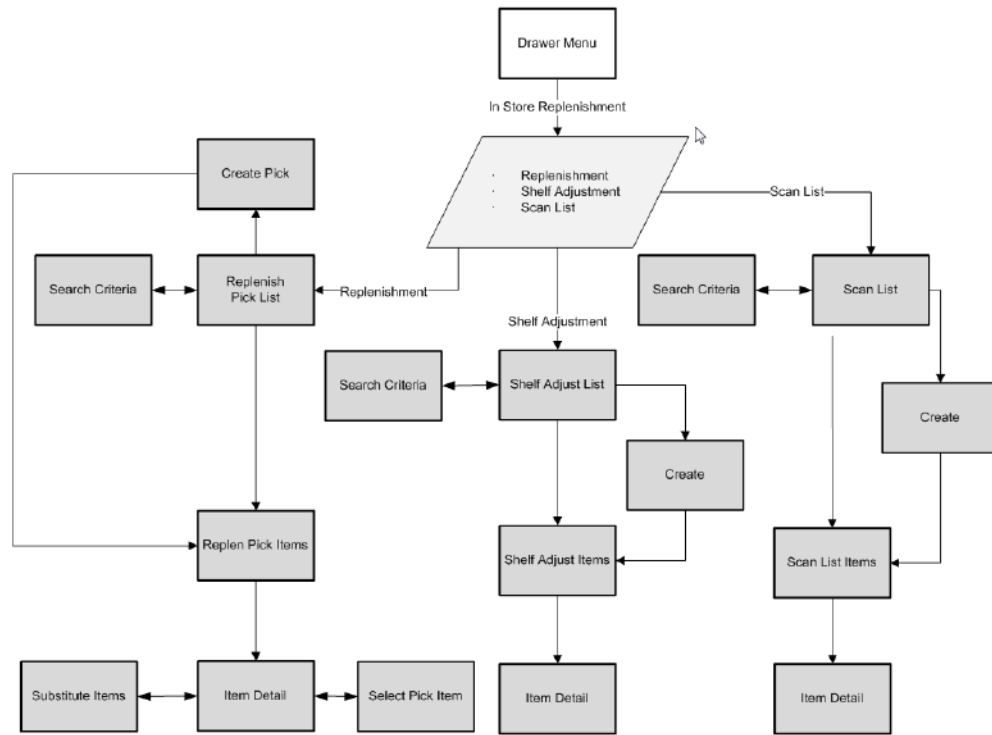 Drawer Menu
In Store Replenishment
· Replenishment
· Shelf Adjustment
· Scan List
Create Pick
Scan List
Search Criteria
Replenish
Pick List
Replenishment
Search Criteria
Scan List
Shelf Adjustment
Search Criteria
Shelf Adjust List
Create
Create
Replen Pick Items
Shelf Adjust Items
Scan List Items
Substitute Items
Item Detail
Select Pick Item
Item Detail
Item Detail